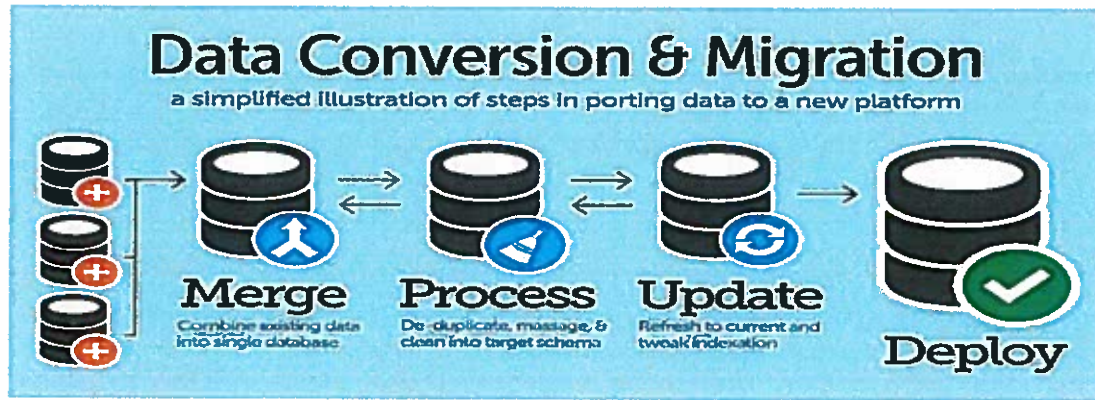 Data Conversion & Migration
a simplified illustration of steps in porting data to a new platform
Merge
Combine existing data
into single database
Process
De-duplicate, massage, &
clean into target schema
Update
Refresh to current and
tweak indexation
Deploy